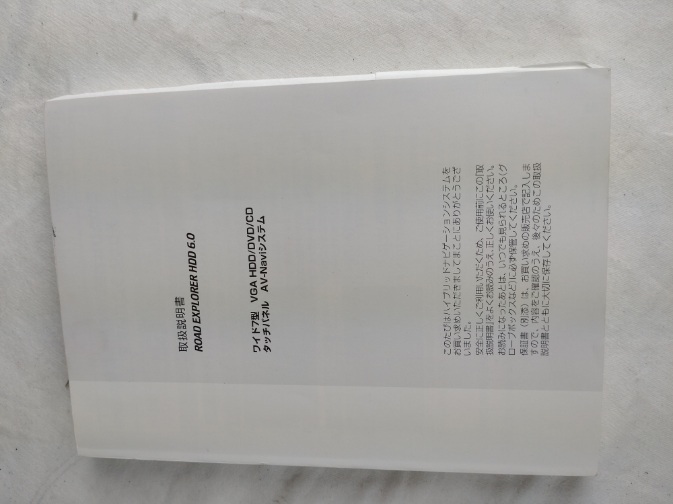 取扱説明書
ROAD EXPLORER HDD 6.0
ワイド7型 VGA HDD/DVD/CD
タッチパネル AV-Naviシステム
このたびはハイブリッドナビゲーションシステムを
お買い求めいただきましてまことにありがとうござ
いました。
安全に正しくご利用いただくため、ご使用前にこの「取
扱説明書」をよくお読みのうえ、正しくお使いください。
お読みになったあとは、いつでも見られるところ(グ
ローブボックスなど)に必ず保管してください。
保証書(別添)は、お買い求めの販売店で記入しま
すので、内容をご確認のうえ、後々のためこの取扱
説明書とともに大切に保存してください。